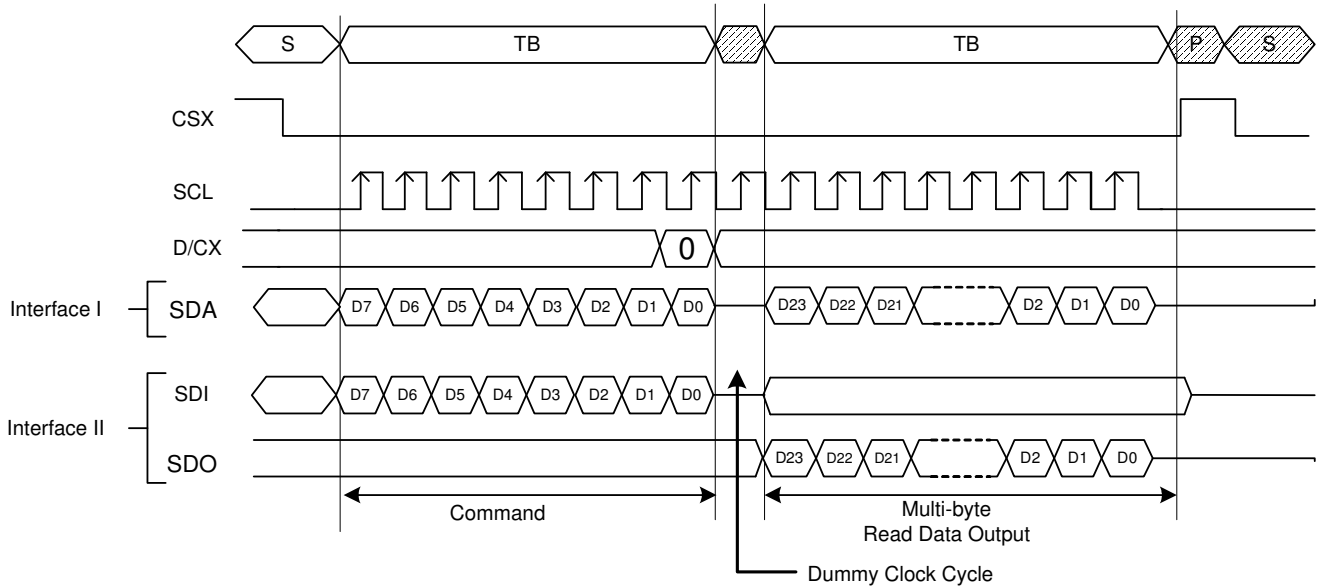 S TB TB P S
CSX
SCL
D/CX 0
Interface I SDA D7 D6 D5 D4 D3 D2 D1 D0 D23 D22 D21 D2 D1 D0
Interface II
SDI D7 D6 D5 D4 D3 D2 D1 D0
SDO D23 D22 D21 D2 D1 D0
Command
Multi-byte
Read Data Output
Dummy Clock Cycle